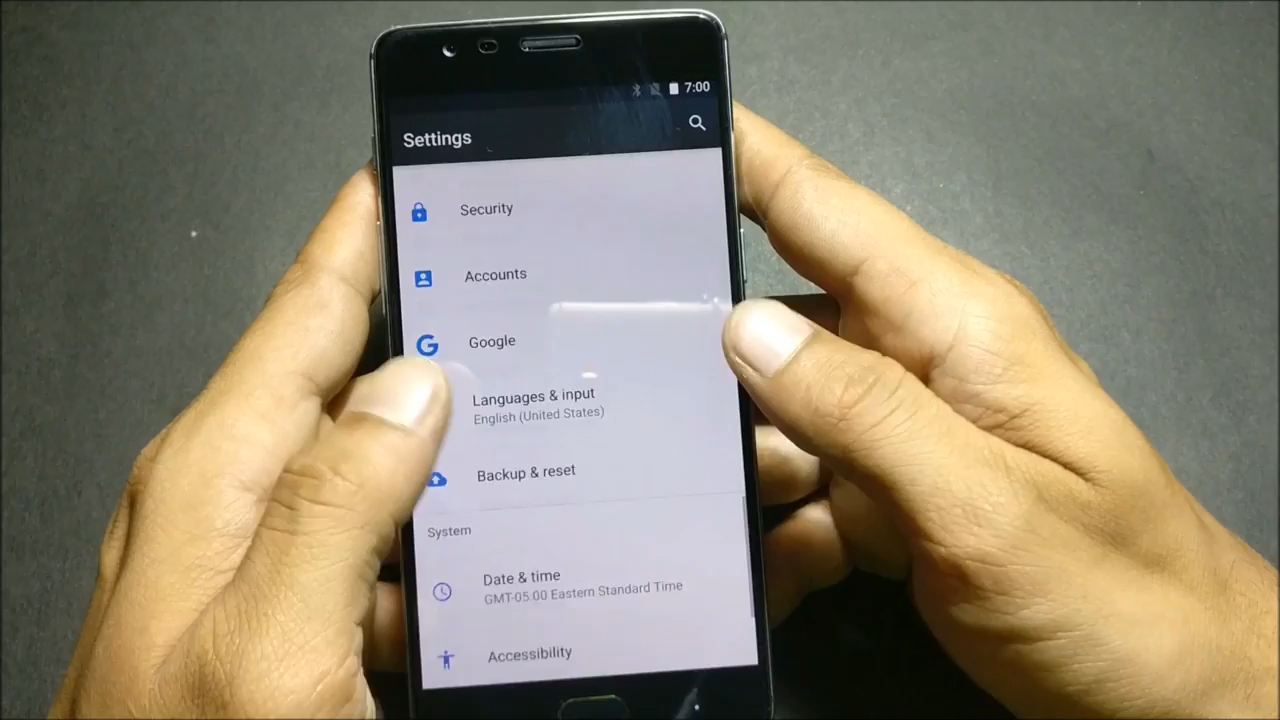 7:00
Settings
Security
Accounts
Google
Languages & input
English (United States)
Backup & reset
System
Date & time
GMT-05:00 Eastern Standard Time
Accessibility